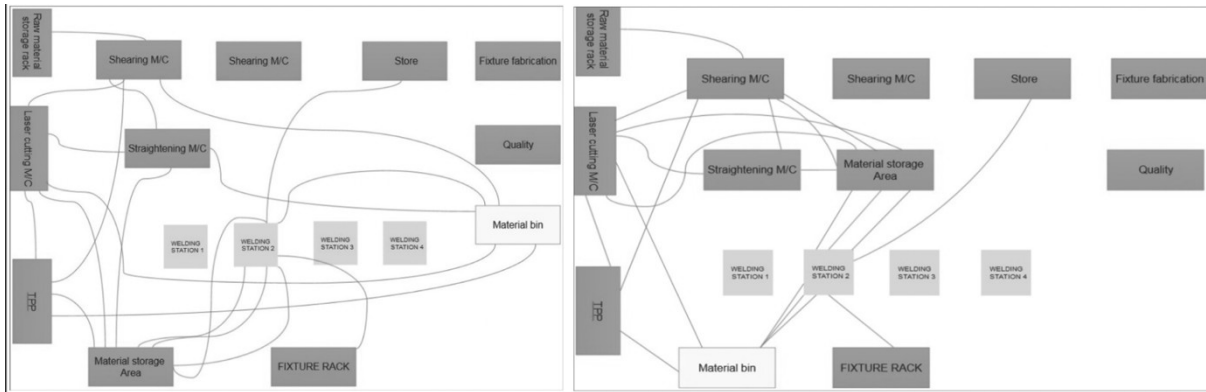 Raw material
storage rack
Shearing M/C
Shearing M/C
Store
Fixture fabrication
Laser cutting M/C
Straightening M/C
Quality
Material bin
WELDING
STATION 1
WELDING
STATION 2
WELDING
STATION 3
WELDING
STATION 4
TPP
Material storage
Area
FIXTURE RACK
Raw material
storage rack
Shearing M/C
Shearing M/C
Store
Fixture fabrication
Laser cutting M/C
Straightening M/C
Material storage
Area
Quality
WELDING
STATION 1
WELDING
STATION 2
WELDING
STATION 3
WELDING
STATION 4
TPP
Material bin
FIXTURE RACK